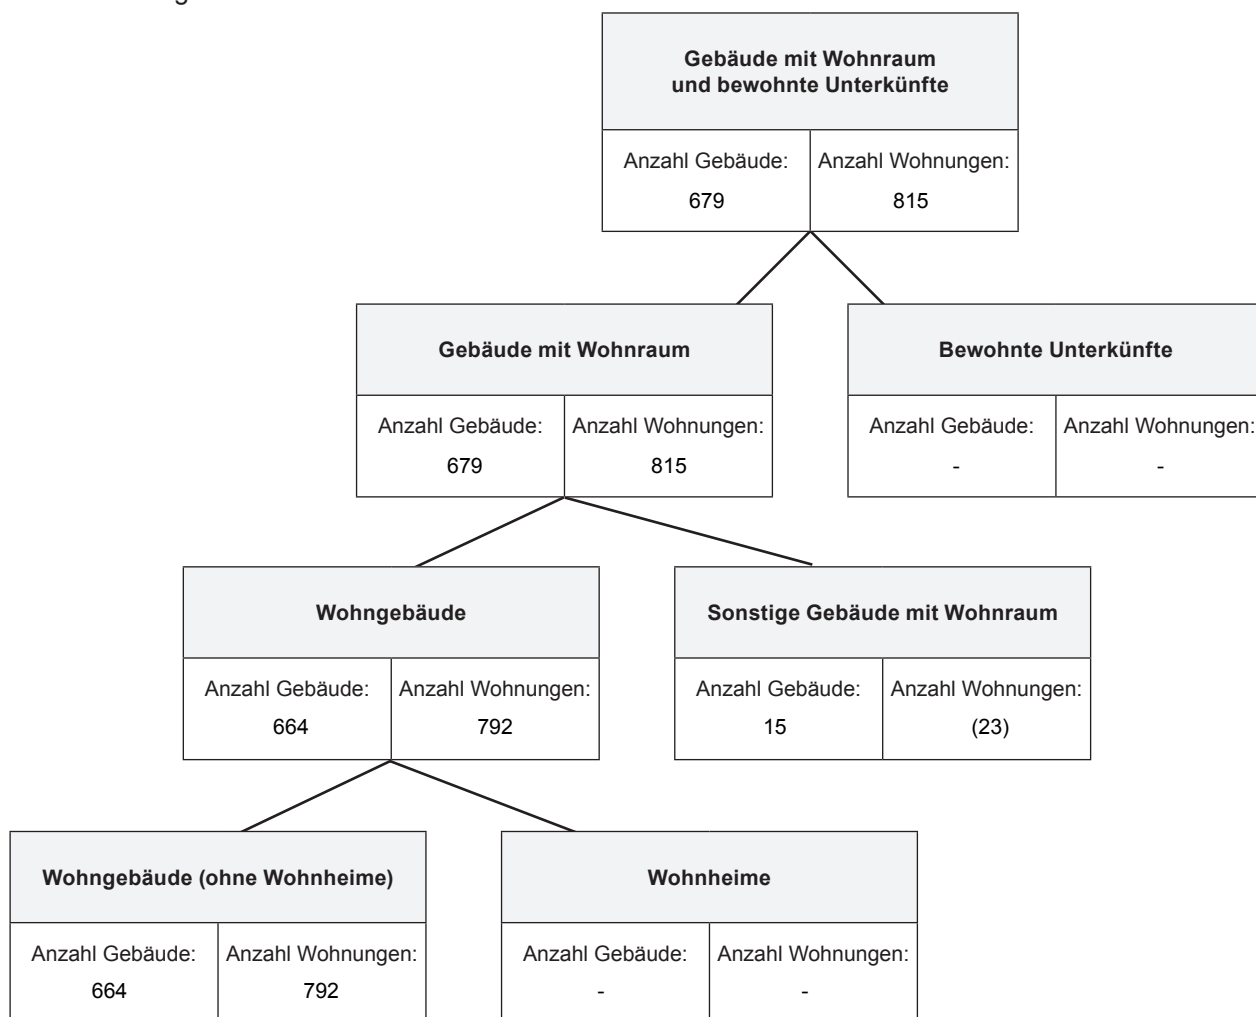 Gebäude mit Wohnraum
und bewohnte Unterkünfte
Anzahl Gebäude: Anzahl Wohnungen:
679 815
Gebäude mit Wohnraum
Anzahl Gebäude: Anzahl Wohnungen:
679 815
Bewohnte Unterkünfte
Anzahl Gebäude: Anzahl Wohnungen:
- -
Wohngebäude
Anzahl Gebäude: Anzahl Wohnungen:
664 792
Sonstige Gebäude mit Wohnraum
Anzahl Gebäude: Anzahl Wohnungen:
15 (23)
Wohngebäude (ohne Wohnheime)
Anzahl Gebäude: Anzahl Wohnungen:
664 792
Wohnheime
Anzahl Gebäude: Anzahl Wohnungen:
- -